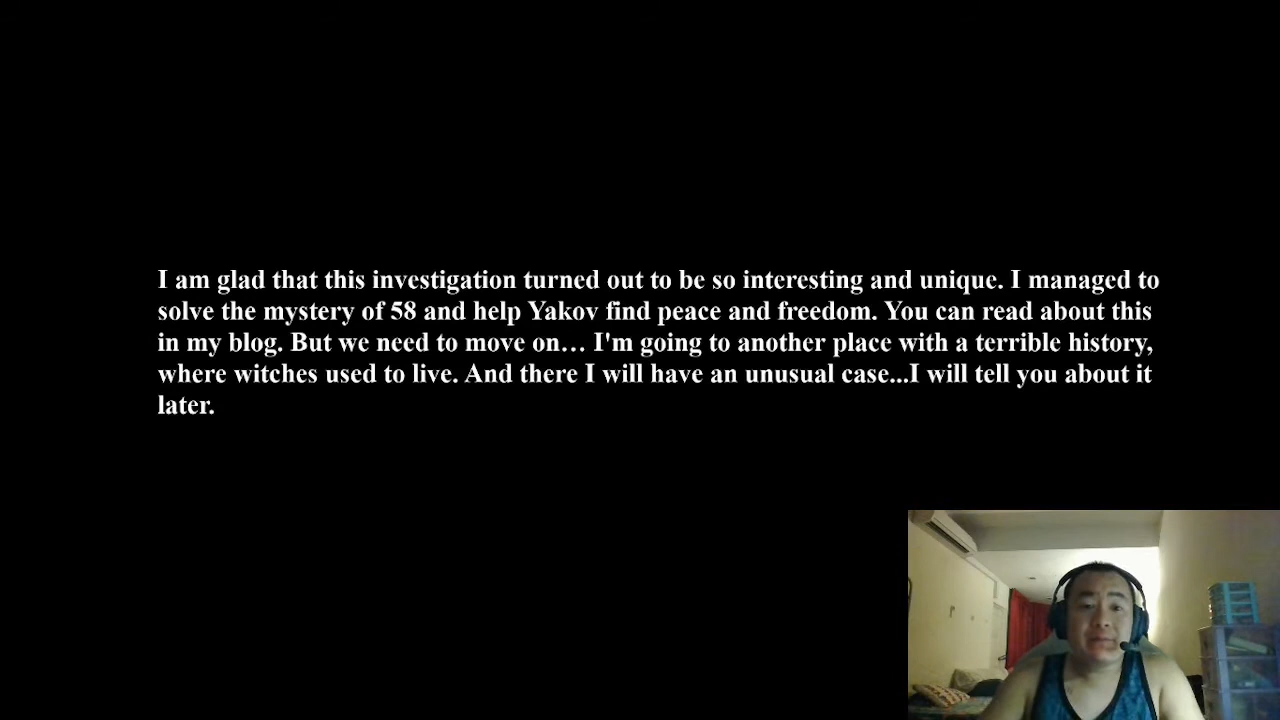 I am glad that this investigation turned out to be so interesting and unique. I managed to
solve the mystery of 58 and help Yakov find peace and freedom. You can read about this
in my blog. But we need to move on… I'm going to another place with a terrible history,
where witches used to live. And there I will have an unusual case...I will tell you about it
later.